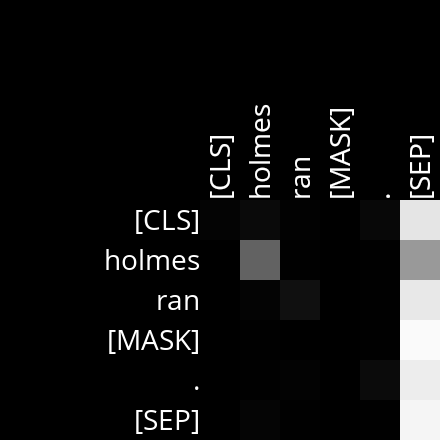 [CLS]
holmes
ran
[MASK]
.
[SEP]
[CLS]
holmes
ran
[MASK]
.
[SEP]